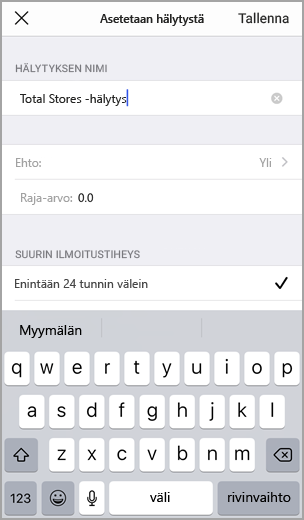 Asetetaan hälytystä Tallenna
HÄLYTYKSEN NIMI
Total Stores -hälytys
Ehto: Yli
Raja-arvo: 0.0
SUURIN ILMOITUSTIHEYS
Enintään 24 tunnin välein
Myymälän
q w e r t y u i o p
a s d f g h j k l
z x c v b n m
123 väli rivinvaihto